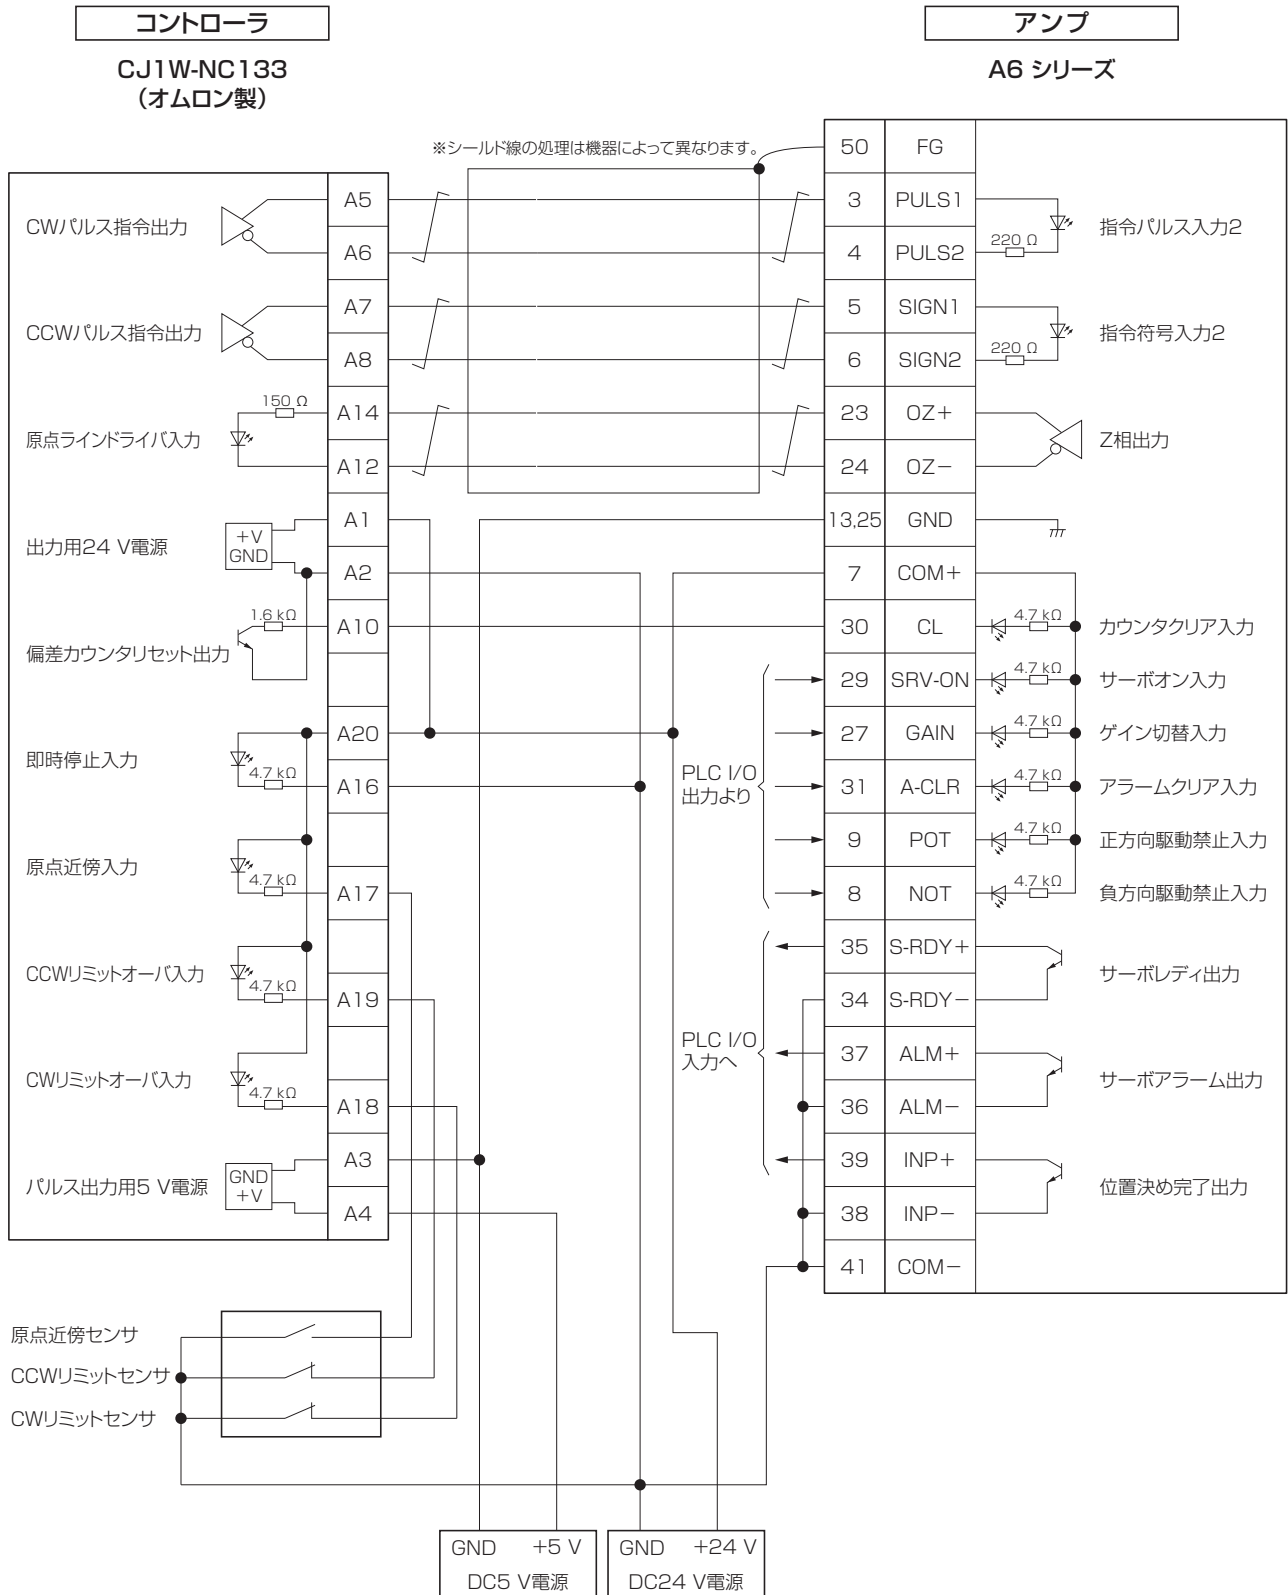 コントローラ
アンプ
CJ1W-NC133
（オムロン製）
A6 シリーズ
※シールド線の処理は機器によって異なります。
50 FG
CWパルス指令出力
A5
A6
3 PULS1
4 PULS2
220 Ω
指令パルス入力2
CCWパルス指令出力
A7
A8
5 SIGN1
6 SIGN2
220 Ω
指令符号入力2
原点ラインドライバ入力
150 Ω
A14
A12
23 OZ+
24 OZ−
Z相出力
出力用24 V電源
+V
GND
A1
A2
13,25 GND
7 COM+
偏差カウンタリセット出力
1.6 kΩ
A10
30 CL
4.7 kΩ
カウンタクリア入力
29 SRV-ON
4.7 kΩ
サーボオン入力
即時停止入力
A20
4.7 kΩ
A16
PLC I/O
出力より
27 GAIN
4.7 kΩ
ゲイン切替入力
31 A-CLR
4.7 kΩ
アラームクリア入力
原点近傍入力
4.7 kΩ
A17
9 POT
4.7 kΩ
正方向駆動禁止入力
8 NOT
4.7 kΩ
負方向駆動禁止入力
CCWリミットオーバ入力
4.7 kΩ
A19
35 S-RDY+
34 S-RDY−
サーボレディ出力
PLC I/O
入力へ
CWリミットオーバ入力
4.7 kΩ
A18
37 ALM+
36 ALM−
サーボアラーム出力
パルス出力用5 V電源
GND
+V
A3
A4
39 INP+
38 INP−
位置決め完了出力
41 COM−
原点近傍センサ
CCWリミットセンサ
CWリミットセンサ
GND +5 V
DC5 V電源
GND +24 V
DC24 V電源